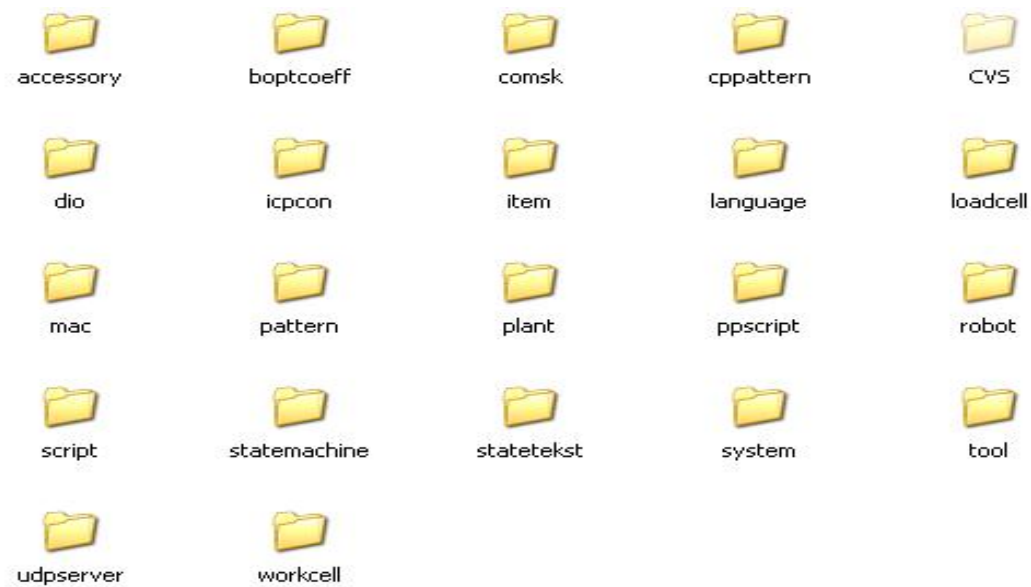 accessory
boptcoeff
comsk
cppattern
CVS
dio
icpcon
item
language
loadcell
mac
pattern
plant
ppscript
robot
script
statemachine
statetekst
system
tool
udpserver
workcell